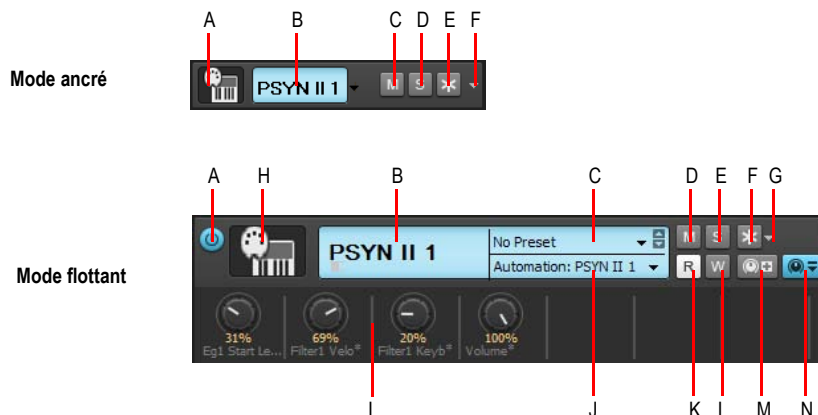 A B C D E F
Mode ancré
PSYN II 1 M S
A H B C D E F G
Mode flottant
PSYN II 1
No Preset
M S
Automation: PSYN II 1
R W
31% 69% 20% 100%
Eg1 Start Le... Filter1 Velo* Filter1 Keyb* Volume*
I J K L M N